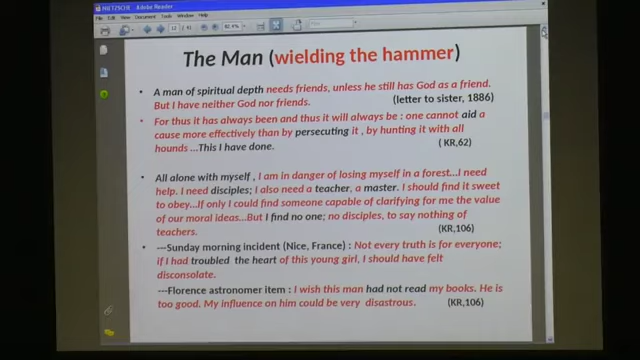 NIETZSCHE - Adobe Reader
File Edit View Document Tools Window Help
The Man (wielding the hammer)
• A man of spiritual depth needs friends, unless he still has God as a friend.
But I have neither God nor friends. (letter to sister, 1886)
• For thus it has always been and thus it will always be : one cannot aid a
cause more effectively than by persecuting it , by hunting it with all
hounds ...This I have done. ( KR,62)
All alone with myself , I am in danger of losing myself in a forest...I need
help. I need disciples; I also need a teacher, a master. I should find it sweet
to obey...If only I could find someone capable of clarifying for me the value
of our moral ideas...But I find no one; no disciples, to say nothing of
teachers. (KR,106)
• ---Sunday morning incident (Nice, France) : Not every truth is for everyone;
if I had troubled the heart of this young girl, I should have felt
disconsolate.
---Florence astronomer item : I wish this man had not read my books. He is
too good. My influence on him could be very disastrous. (KR,106)